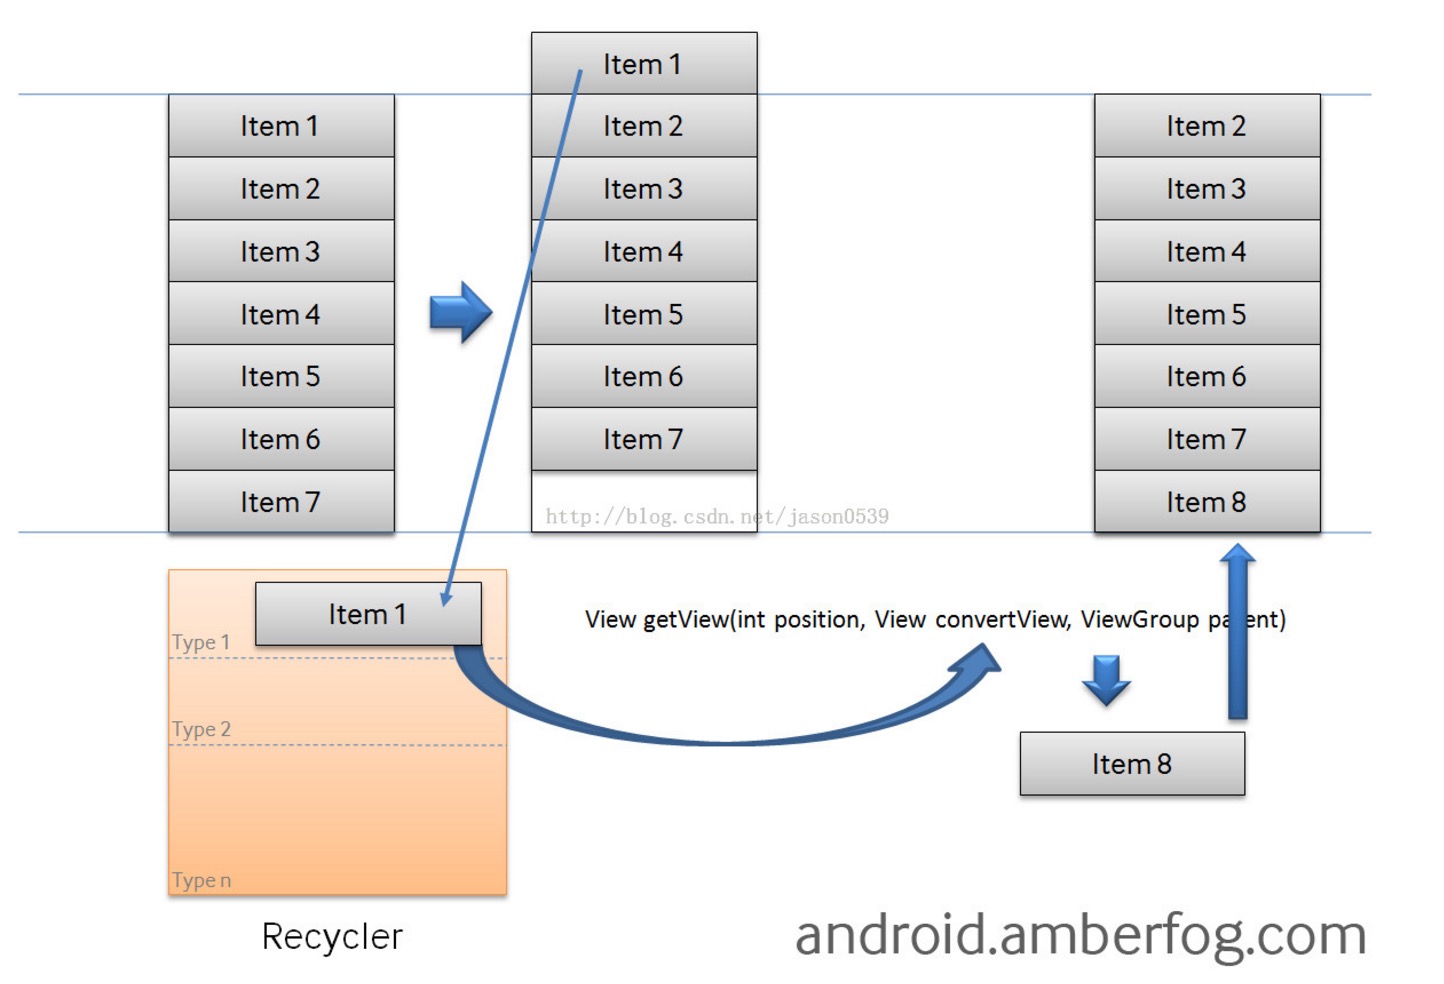 Item 1
Item 2
Item 3
Item 4
Item 5
Item 6
Item 7
Item 1
Item 2
Item 3
Item 4
Item 5
Item 6
Item 7
http://blog.csdn.net/jason0539
Item 2
Item 3
Item 4
Item 5
Item 6
Item 7
Item 8
Item 1
Type 1
Type 2
Type n
Recycler
View getView(int position, View convertView, ViewGroup parent)
Item 8
android.amberfog.com